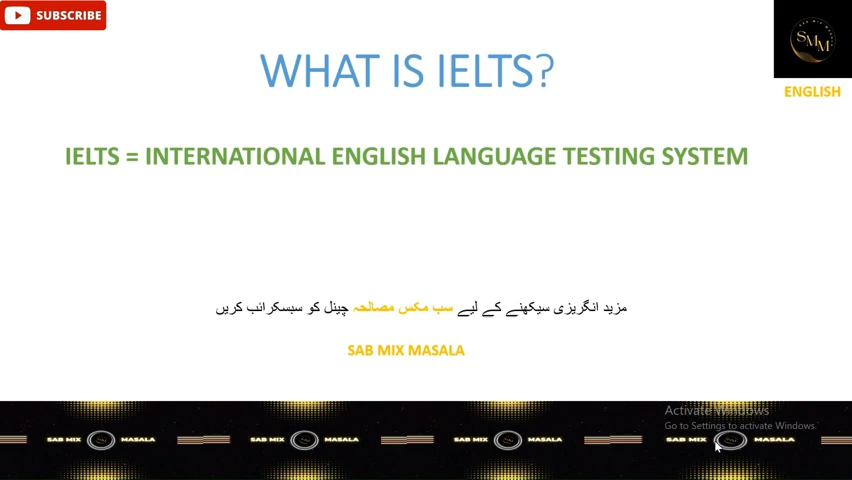 SUBSCRIBE
SMM
WHAT IS IELTS?
ENGLISH
IELTS = INTERNATIONAL ENGLISH LANGUAGE TESTING SYSTEM
مزید انگریزی سیکھنے کے لیے سب مکس مصالحہ چینل کو سبسکرائب کریں
SAB MIX MASALA
Activate Windows
Go to Settings to activate Windows.
SAB MIX MASALA SAB MIX MASALA SAB MIX MASALA SAB MIX MASALA